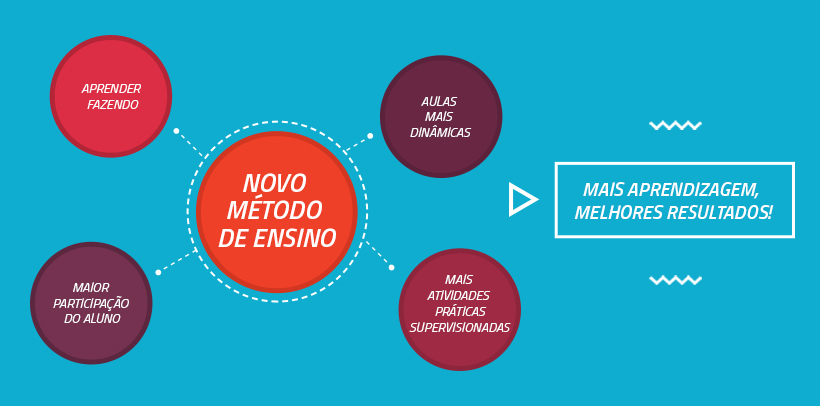 APRENDER
FAZENDO
AULAS
MAIS
DINÂMICAS
NOVO
MÉTODO
DE ENSINO
MAIS APRENDIZAGEM,
MELHORES RESULTADOS!
MAIOR
PARTICIPAÇÃO
DO ALUNO
MAIS
ATIVIDADES
PRÁTICAS
SUPERVISIONADAS